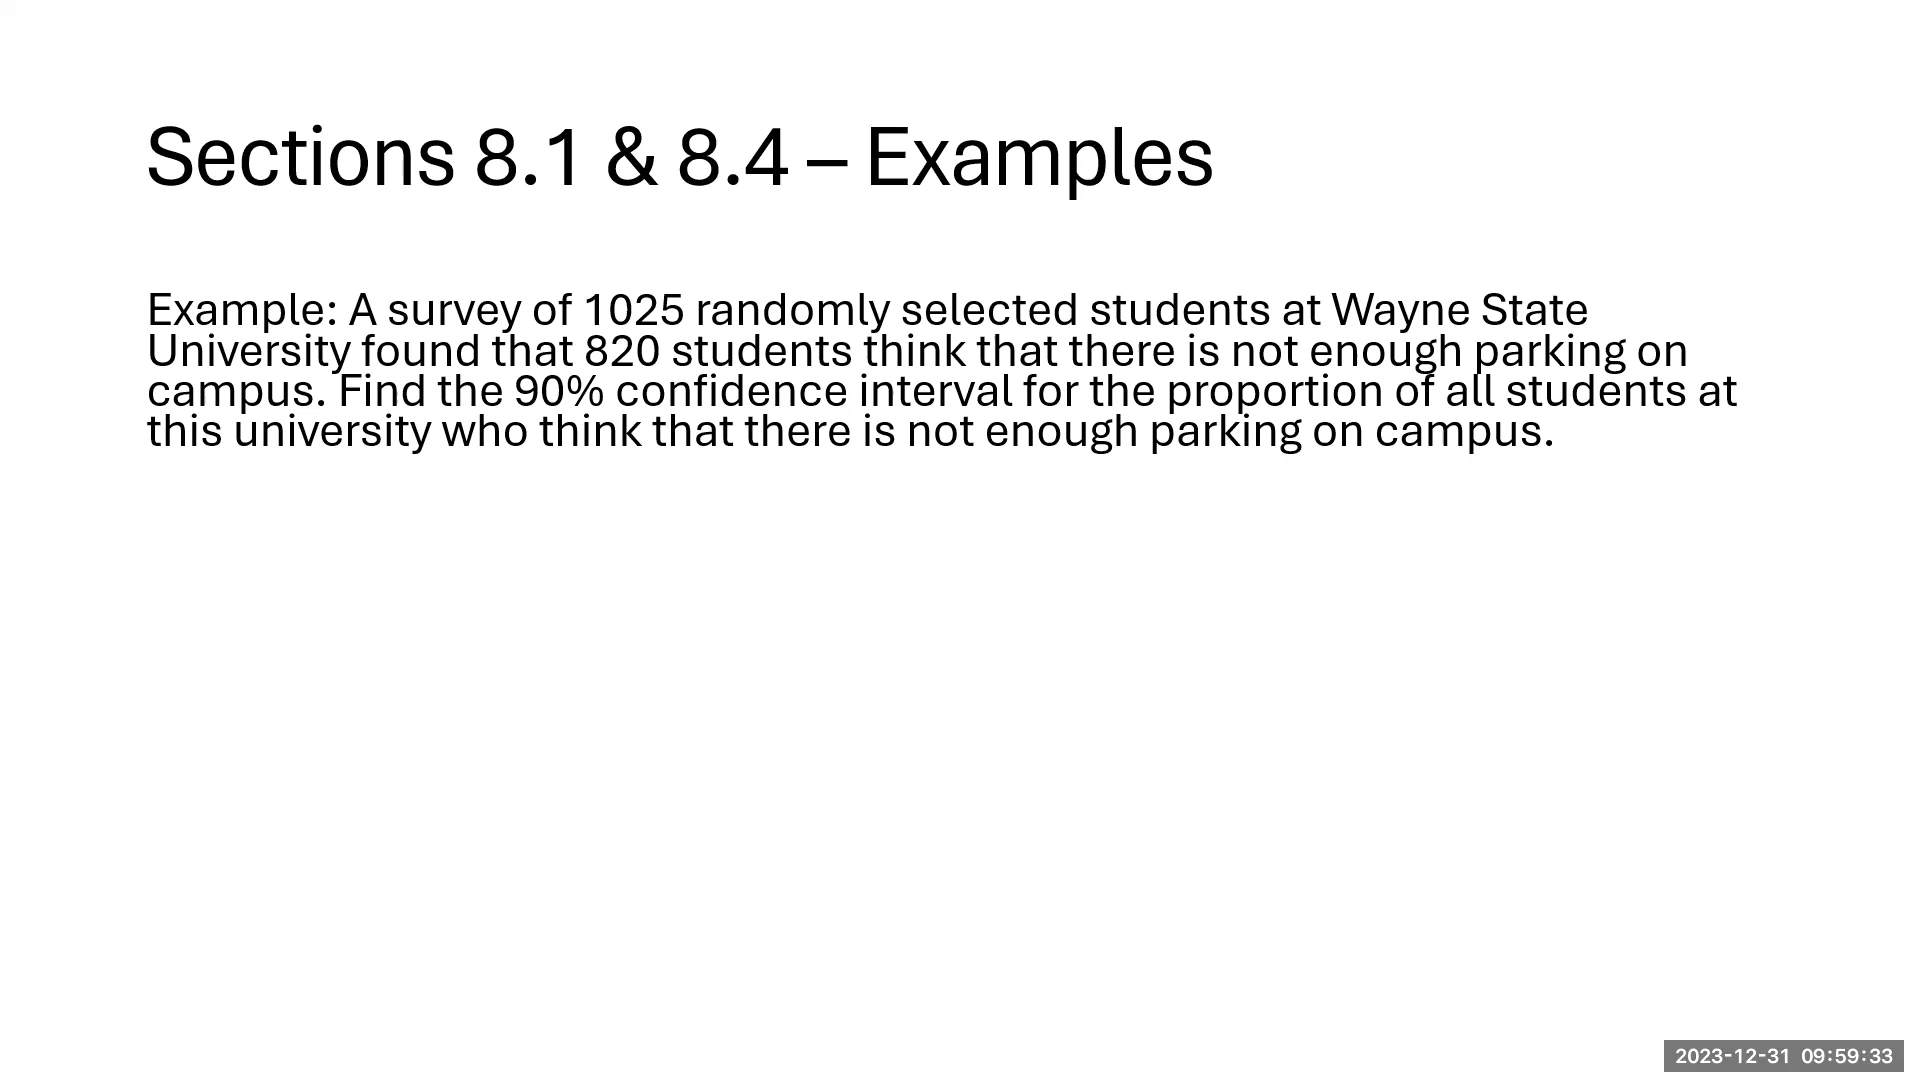 Sections 8.1 & 8.4 – Examples
Example: A survey of 1025 randomly selected students at Wayne State
University found that 820 students think that there is not enough parking on
campus. Find the 90% confidence interval for the proportion of all students at
this university who think that there is not enough parking on campus.
2023-12-31 09:59:33